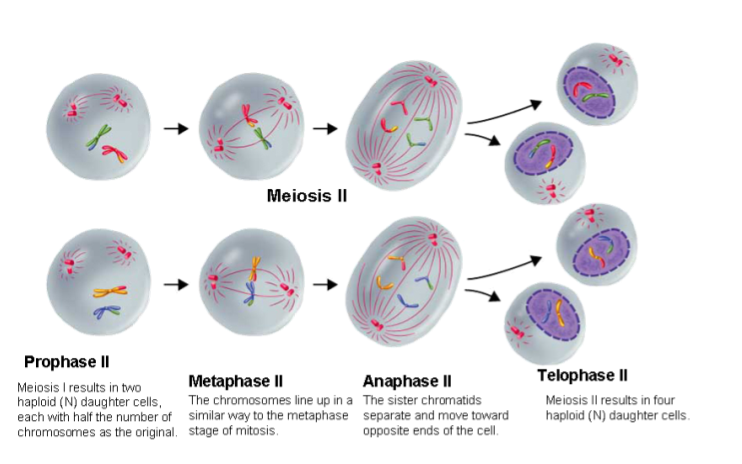 Meiosis II
Prophase II
Meiosis I results in two
haploid (N) daughter cells,
each with half the number of
chromosomes as the original.
Metaphase II
The chromosomes line up in a
similar way to the metaphase
stage of mitosis.
Anaphase II
The sister chromatids
separate and move toward
opposite ends of the cell.
Telophase II
Meiosis II results in four
haploid (N) daughter cells.